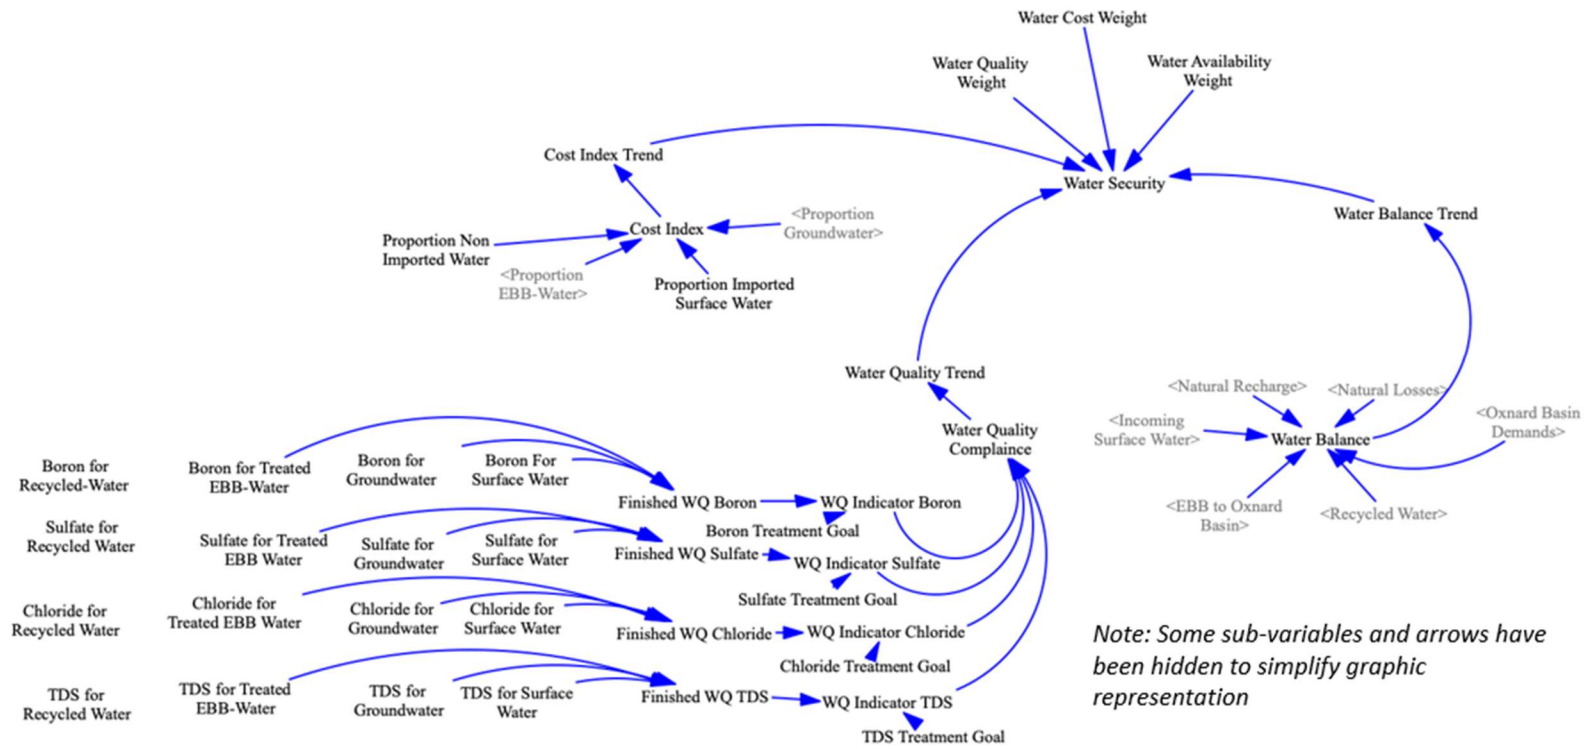 Water Cost Weight
Water Quality
Weight
Water Availability
Weight
Cost Index Trend
Water Security
Water Balance Trend
Cost Index
<Proportion
Groundwater>
Proportion Non
Imported Water
<Proportion
EBB-Water>
Proportion Imported
Surface Water
Water Quality Trend
Water Quality
Complaince
<Natural Recharge>
<Natural Losses>
<Incoming
Surface Water>
Water Balance
<Oxnard Basin
Demands>
<EBB to Oxnard
Basin>
<Recycled Water>
Boron for
Recycled-Water
Boron for Treated
EBB-Water
Boron for
Groundwater
Boron For
Surface Water
Finished WQ Boron
WQ Indicator Boron
Boron Treatment Goal
Sulfate for
Recycled Water
Sulfate for Treated
EBB Water
Sulfate for
Groundwater
Sulfate for
Surface Water
Finished WQ Sulfate
WQ Indicator Sulfate
Sulfate Treatment Goal
Chloride for
Recycled Water
Chloride for
Treated EBB Water
Chloride for
Groundwater
Chloride for
Surface Water
Finished WQ Chloride
WQ Indicator Chloride
Chloride Treatment Goal
TDS for
Recycled Water
TDS for Treated
EBB-Water
TDS for
Groundwater
TDS for Surface
Water
Finished WQ TDS
WQ Indicator TDS
TDS Treatment Goal
Note: Some sub-variables and arrows have
been hidden to simplify graphic
representation